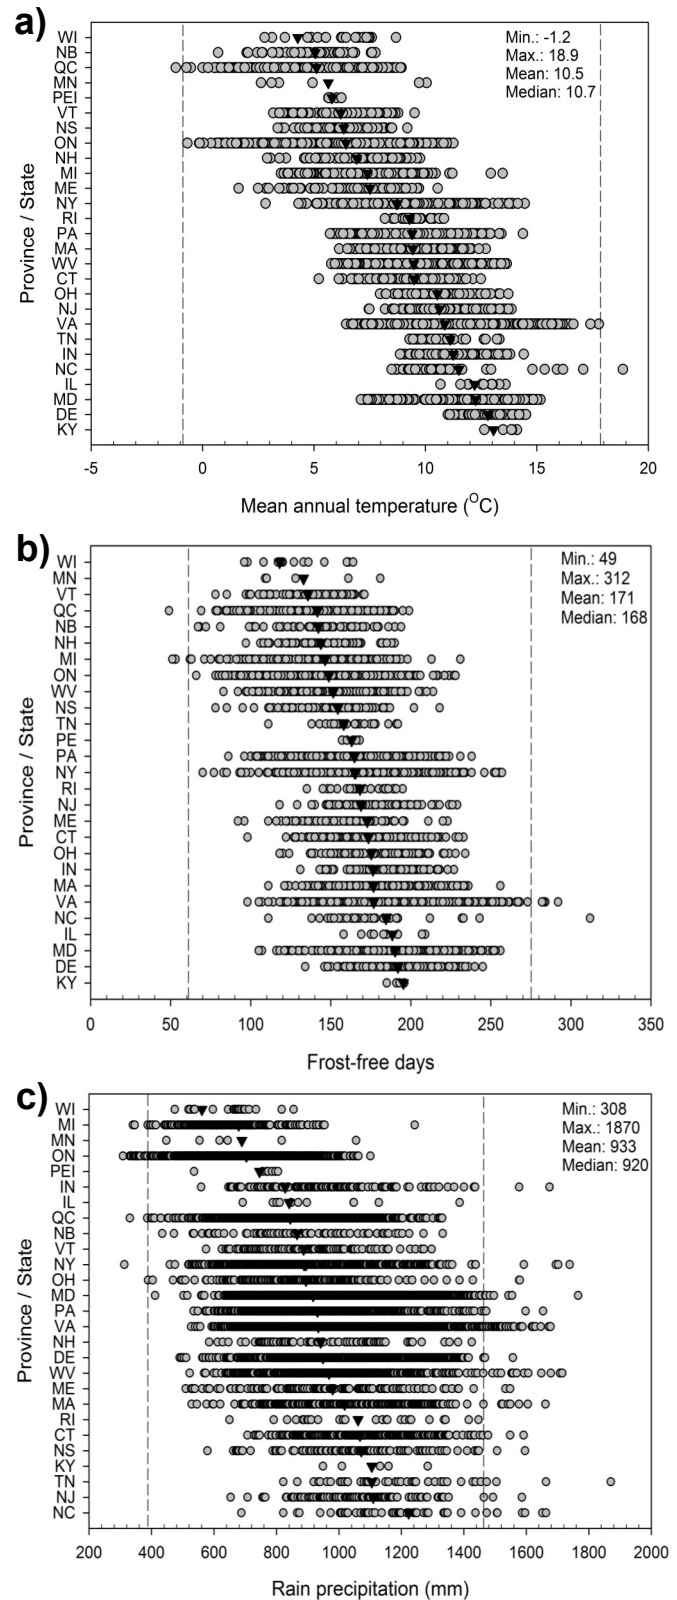 a)
Min.: -1.2
Max.: 18.9
Mean: 10.5
Median: 10.7
Province / State
WI
NB
QC
MN
PEI
VT
NS
ON
NH
MI
ME
NY
RI
PA
MA
WV
CT
OH
NJ
VA
TN
IN
NC
IL
MD
DE
KY
-5 0 5 10 15 20
Mean annual temperature (OC)
b)
Min.: 49
Max.: 312
Mean: 171
Median: 168
Province / State
WI
MN
VT
QC
NB
NH
MI
ON
WV
NS
TN
PE
PA
NY
RI
NJ
ME
CT
OH
IN
MA
VA
NC
IL
MD
DE
KY
0 50 100 150 200 250 300 350
Frost-free days
c)
Min.: 308
Max.: 1870
Mean: 933
Median: 920
Province / State
WI
MI
MN
ON
PEI
IN
IL
QC
NB
VT
NY
OH
MD
PA
VA
NH
DE
WV
ME
MA
RI
CT
NS
KY
TN
NJ
NC
200 400 600 800 1000 1200 1400 1600 1800 2000
Rain precipitation (mm)